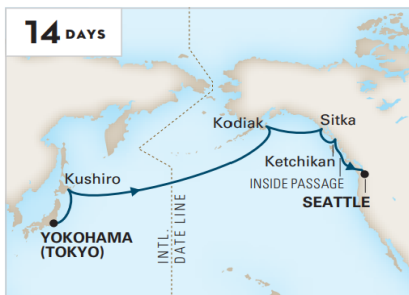 14 DAYS
Kodiak
Sitka
Ketchikan
INSIDE PASSAGE
SEATTLE
Kushiro
YOKOHAMA
(TOKYO)
INTL.
DATE LINE